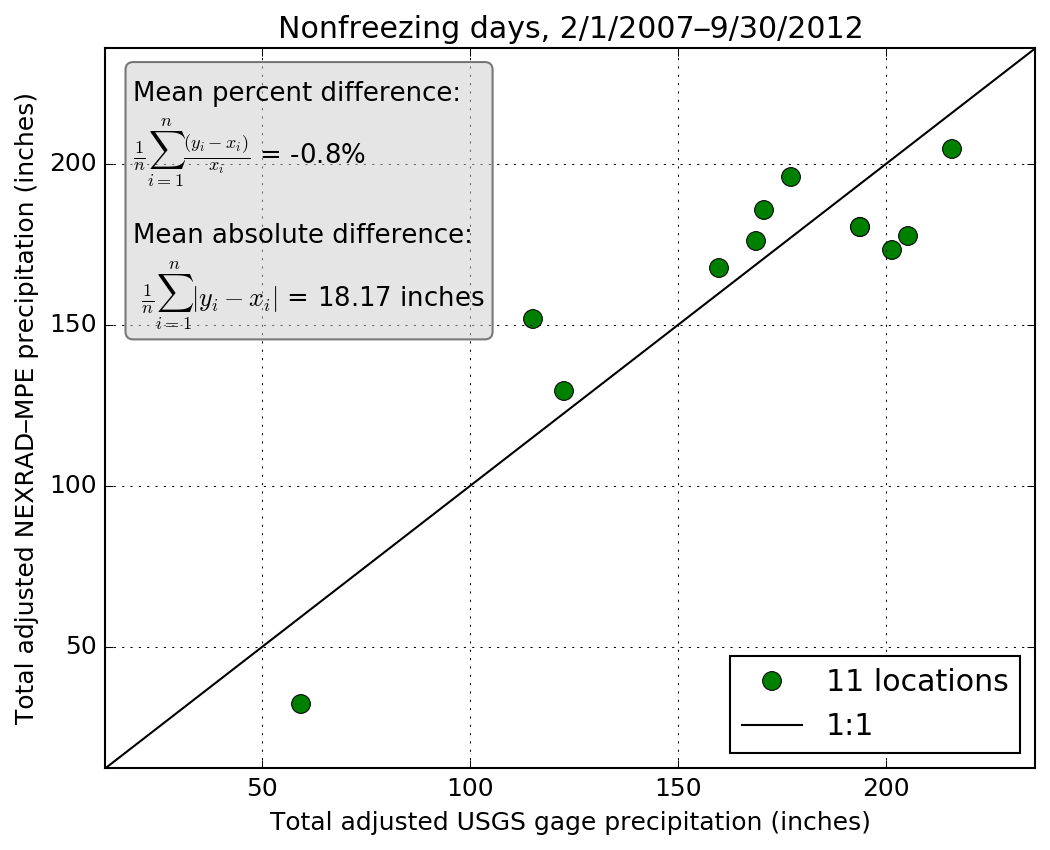 Nonfreezing days, 2/1/2007–9/30/2012
Mean percent difference:
$\frac{1}{n}\sum_{i=1}^{n}\frac{(y_i-x_i)}{x_i}$ = -0.8%
Mean absolute difference:
$\frac{1}{n}\sum_{i=1}^{n}|y_i-x_i|$ = 18.17 inches
Total adjusted NEXRAD–MPE precipitation (inches)
200
150
100
50
11 locations
1:1
50 100 150 200
Total adjusted USGS gage precipitation (inches)